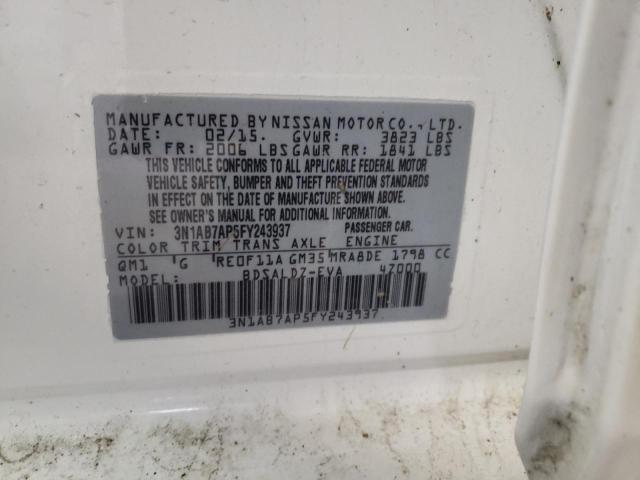 MANUFACTURED BY NISSAN MOTOR CO., LTD.
DATE: 02/15. GVWR: 3823 LBS
GAWR FR: 2006 LBS GAWR RR: 1841 LBS
THIS VEHICLE CONFORMS TO ALL APPLICABLE FEDERAL MOTOR
VEHICLE SAFETY, BUMPER AND THEFT PREVENTION STANDARDS
IN EFFECT ON THE DATE OF MANUFACTURE SHOWN ABOVE.
SEE OWNER'S MANUAL FOR ADDITIONAL INFORMATION.
VIN: 3N1AB7AP5FY243937 PASSENGER CAR.
COLOR TRIM TRANS AXLE ENGINE
QM1 G RE0F11A GM35 MRA8DE 1798 CC
MODEL: BDSALDZ-EVA 4Z000
3N1AB7AP5FY243937